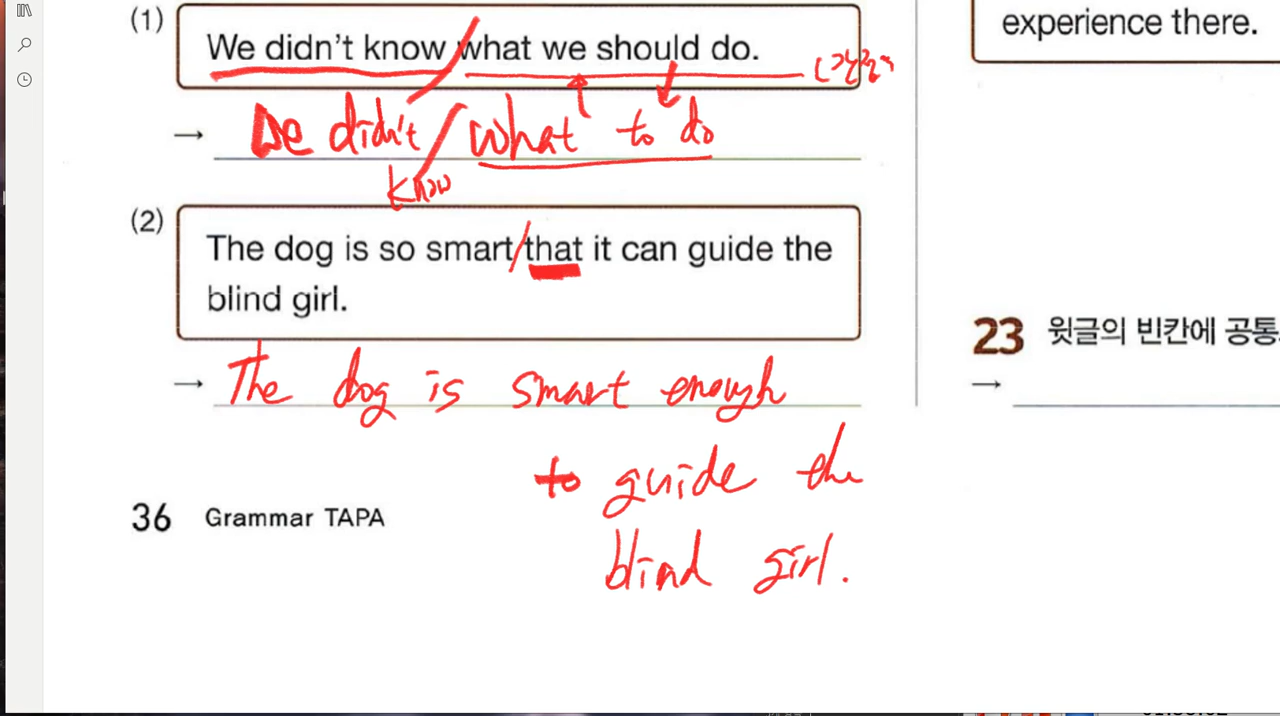 (1)
We didn't know what we should do.
→ We didn't what to do
know
(2)
The dog is so smart that it can guide the
blind girl.
→ The dog is smart enough
to guide the
blind girl.
36 Grammar TAPA
experience there.
23 윗글의 빈칸에 공통
→